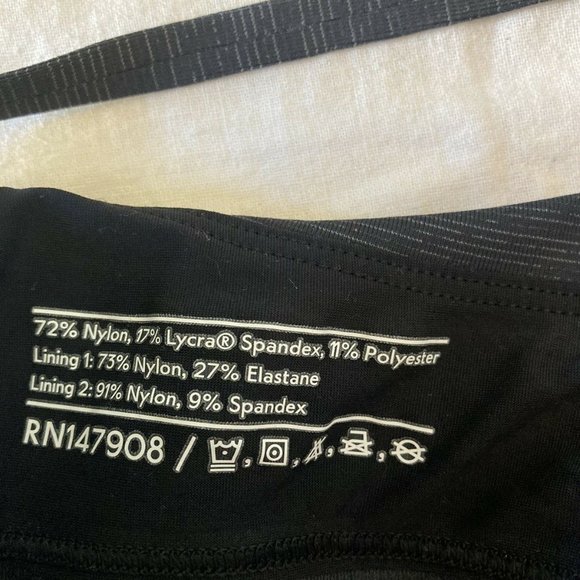 72% Nylon, 17% Lycra® Spandex, 11% Polyester
Lining 1: 73% Nylon, 27% Elastane
Lining 2: 91% Nylon, 9% Spandex
RN147908 /